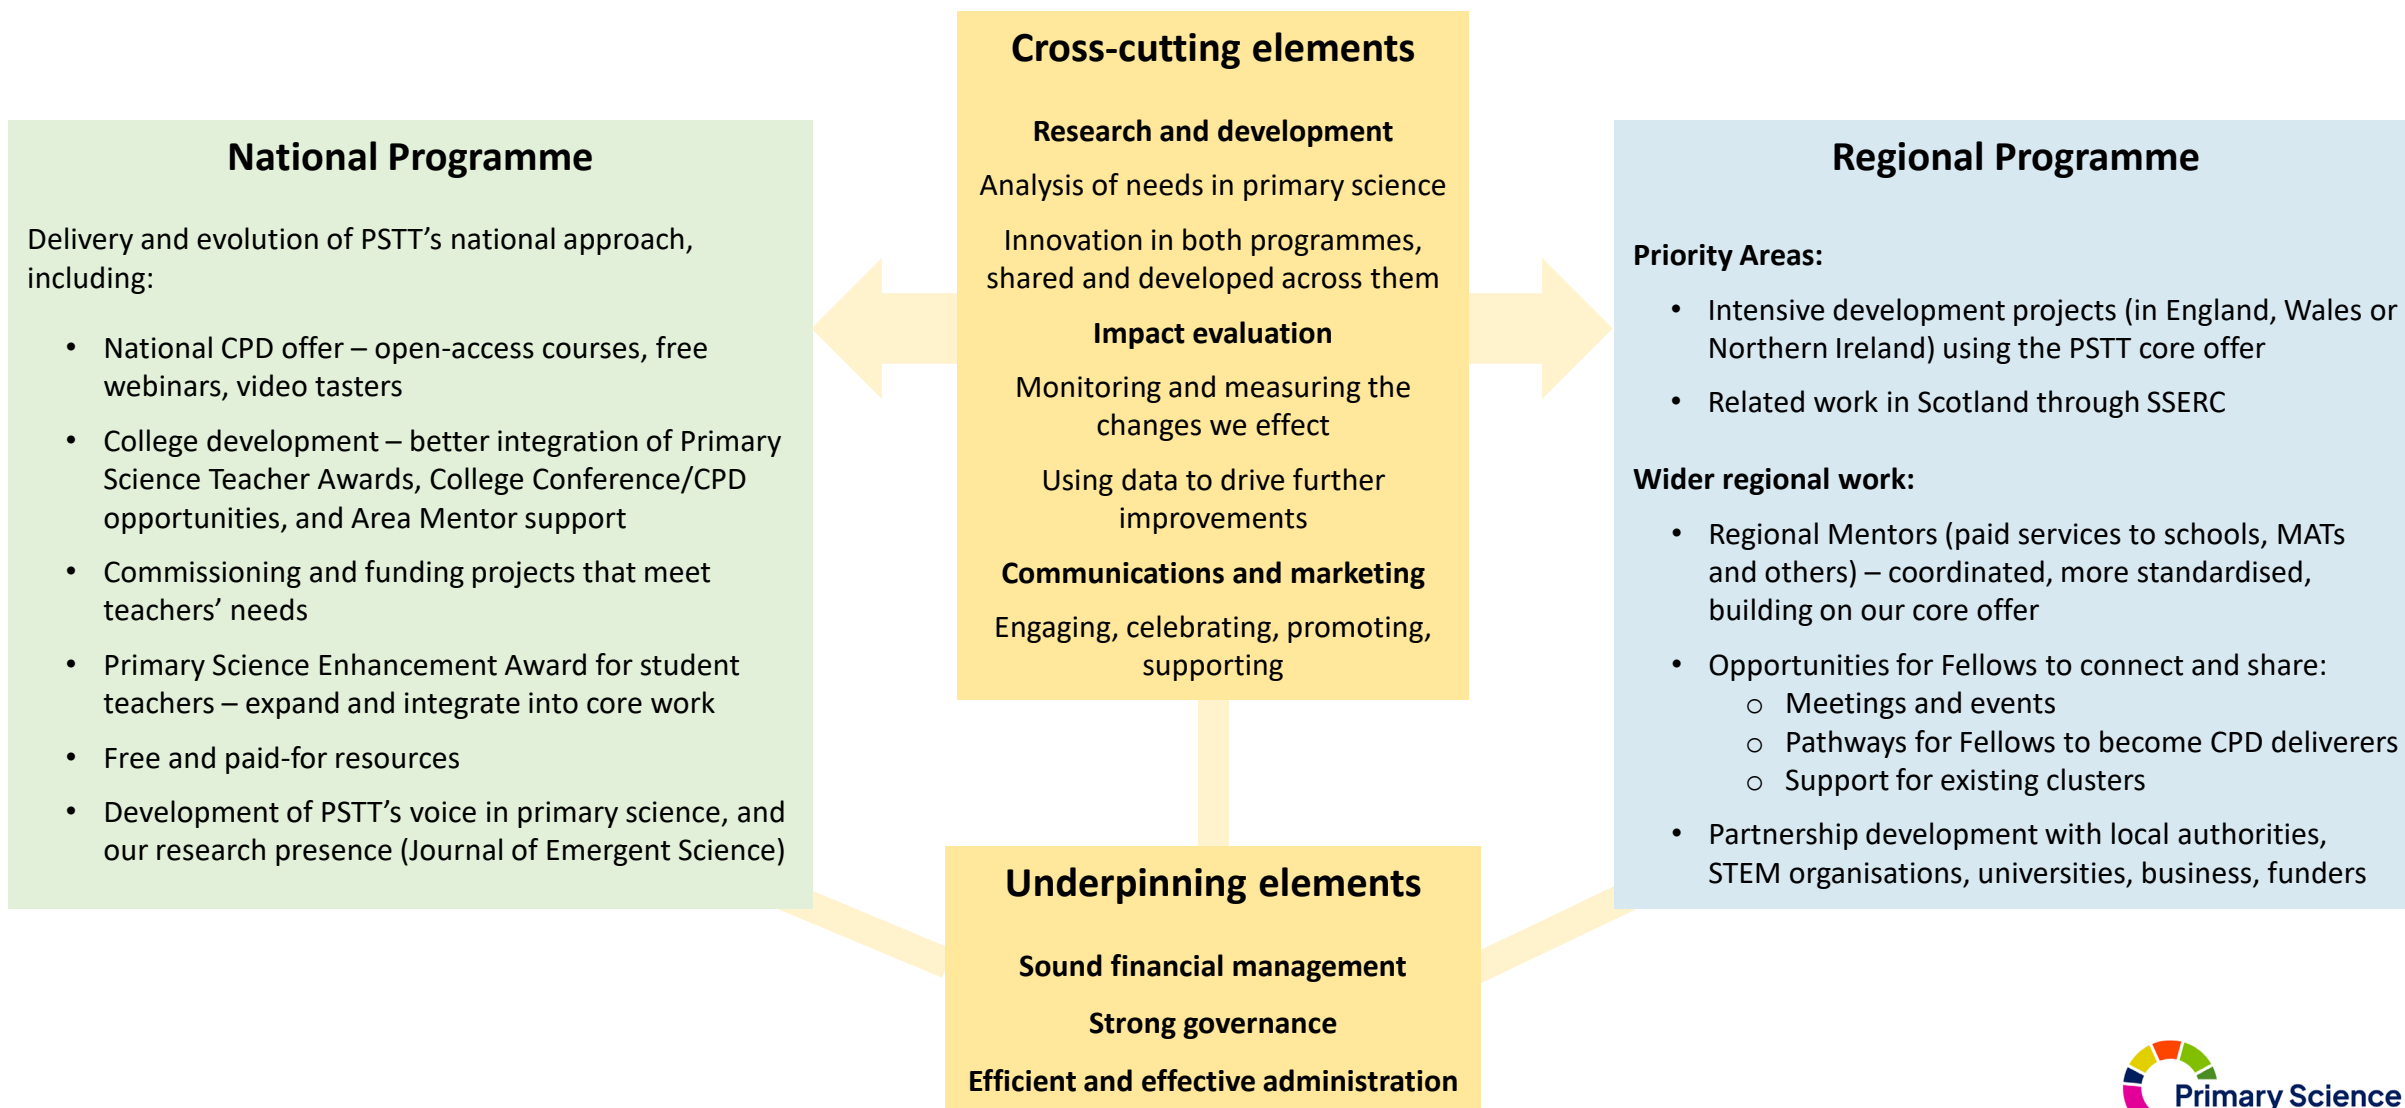 National Programme
Delivery and evolution of PSTT’s national approach,
including:
• National CPD offer – open-access courses, free
webinars, video tasters
• College development – better integration of Primary
Science Teacher Awards, College Conference/CPD
opportunities, and Area Mentor support
• Commissioning and funding projects that meet
teachers’ needs
• Primary Science Enhancement Award for student
teachers – expand and integrate into core work
• Free and paid-for resources
• Development of PSTT’s voice in primary science, and
our research presence (Journal of Emergent Science)
Cross-cutting elements
Research and development
Analysis of needs in primary science
Innovation in both programmes,
shared and developed across them
Impact evaluation
Monitoring and measuring the
changes we effect
Using data to drive further
improvements
Communications and marketing
Engaging, celebrating, promoting,
supporting
Underpinning elements
Sound financial management
Strong governance
Efficient and effective administration
Regional Programme
Priority Areas:
• Intensive development projects (in England, Wales or
Northern Ireland) using the PSTT core offer
• Related work in Scotland through SSERC
Wider regional work:
• Regional Mentors (paid services to schools, MATs
and others) – coordinated, more standardised,
building on our core offer
• Opportunities for Fellows to connect and share:
o Meetings and events
o Pathways for Fellows to become CPD deliverers
o Support for existing clusters
• Partnership development with local authorities,
STEM organisations, universities, business, funders
Primary Science